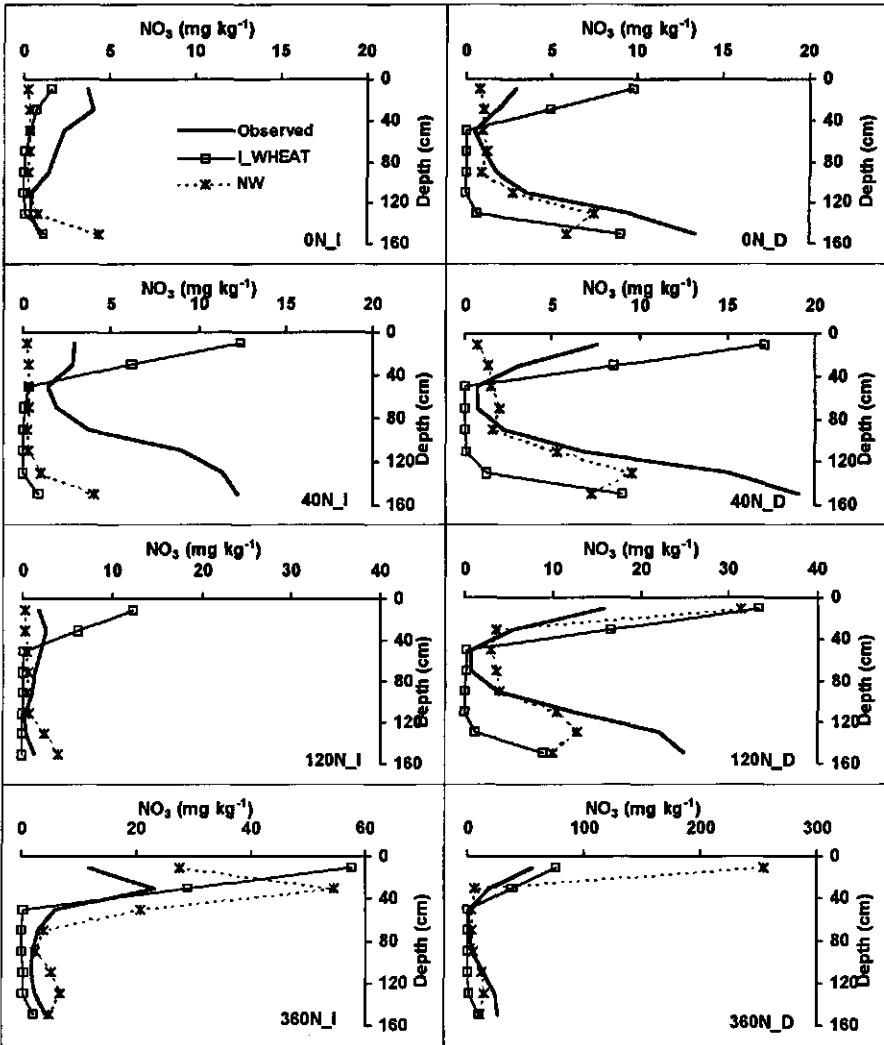 NO₃ (mg kg⁻¹)
0 5 10 15 20
0
40
80
120
160
Depth (cm)
Observed
I_WHEAT
NW
0N_I
NO₃ (mg kg⁻¹)
0 5 10 15 20
0
40
80
120
160
Depth (cm)
0N_D
NO₃ (mg kg⁻¹)
0 5 10 15 20
0
40
80
120
160
Depth (cm)
40N_I
NO₃ (mg kg⁻¹)
0 5 10 15 20
0
40
80
120
160
Depth (cm)
40N_D
NO₃ (mg kg⁻¹)
0 10 20 30 40
0
40
80
120
160
Depth (cm)
120N_I
NO₃ (mg kg⁻¹)
0 10 20 30 40
0
40
80
120
160
Depth (cm)
120N_D
NO₃ (mg kg⁻¹)
0 20 40 60
0
40
80
120
160
Depth (cm)
360N_I
NO₃ (mg kg⁻¹)
0 100 200 300
0
40
80
120
160
Depth (cm)
360N_D